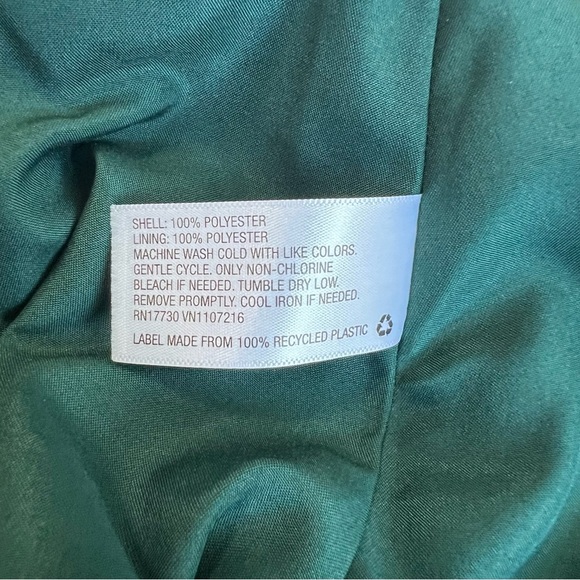 SHELL: 100% POLYESTER
LINING: 100% POLYESTER
MACHINE WASH COLD WITH LIKE COLORS.
GENTLE CYCLE. ONLY NON-CHLORINE
BLEACH IF NEEDED. TUMBLE DRY LOW.
REMOVE PROMPTLY. COOL IRON IF NEEDED.
RN17730 VN1107216
LABEL MADE FROM 100% RECYCLED PLASTIC